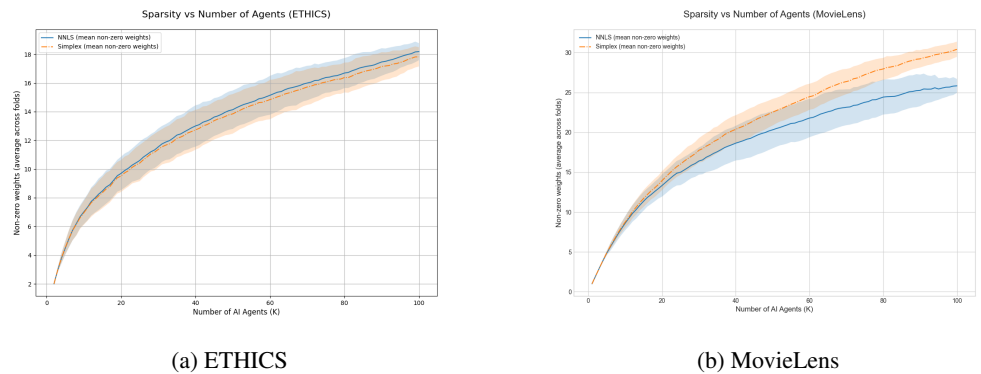 Sparsity vs Number of Agents (ETHICS)
NNLS (mean non-zero weights)
Simplex (mean non-zero weights)
Non-zero weights (average across folds)
18
16
14
12
10
8
6
4
2
0 20 40 60 80 100
Number of AI Agents (K)
(a) ETHICS
Sparsity vs Number of Agents (MovieLens)
NNLS (mean non-zero weights)
Simplex (mean non-zero weights)
Non-zero weights (average across folds)
30
25
20
15
10
5
0
0 20 40 60 80 100
Number of AI Agents (K)
(b) MovieLens